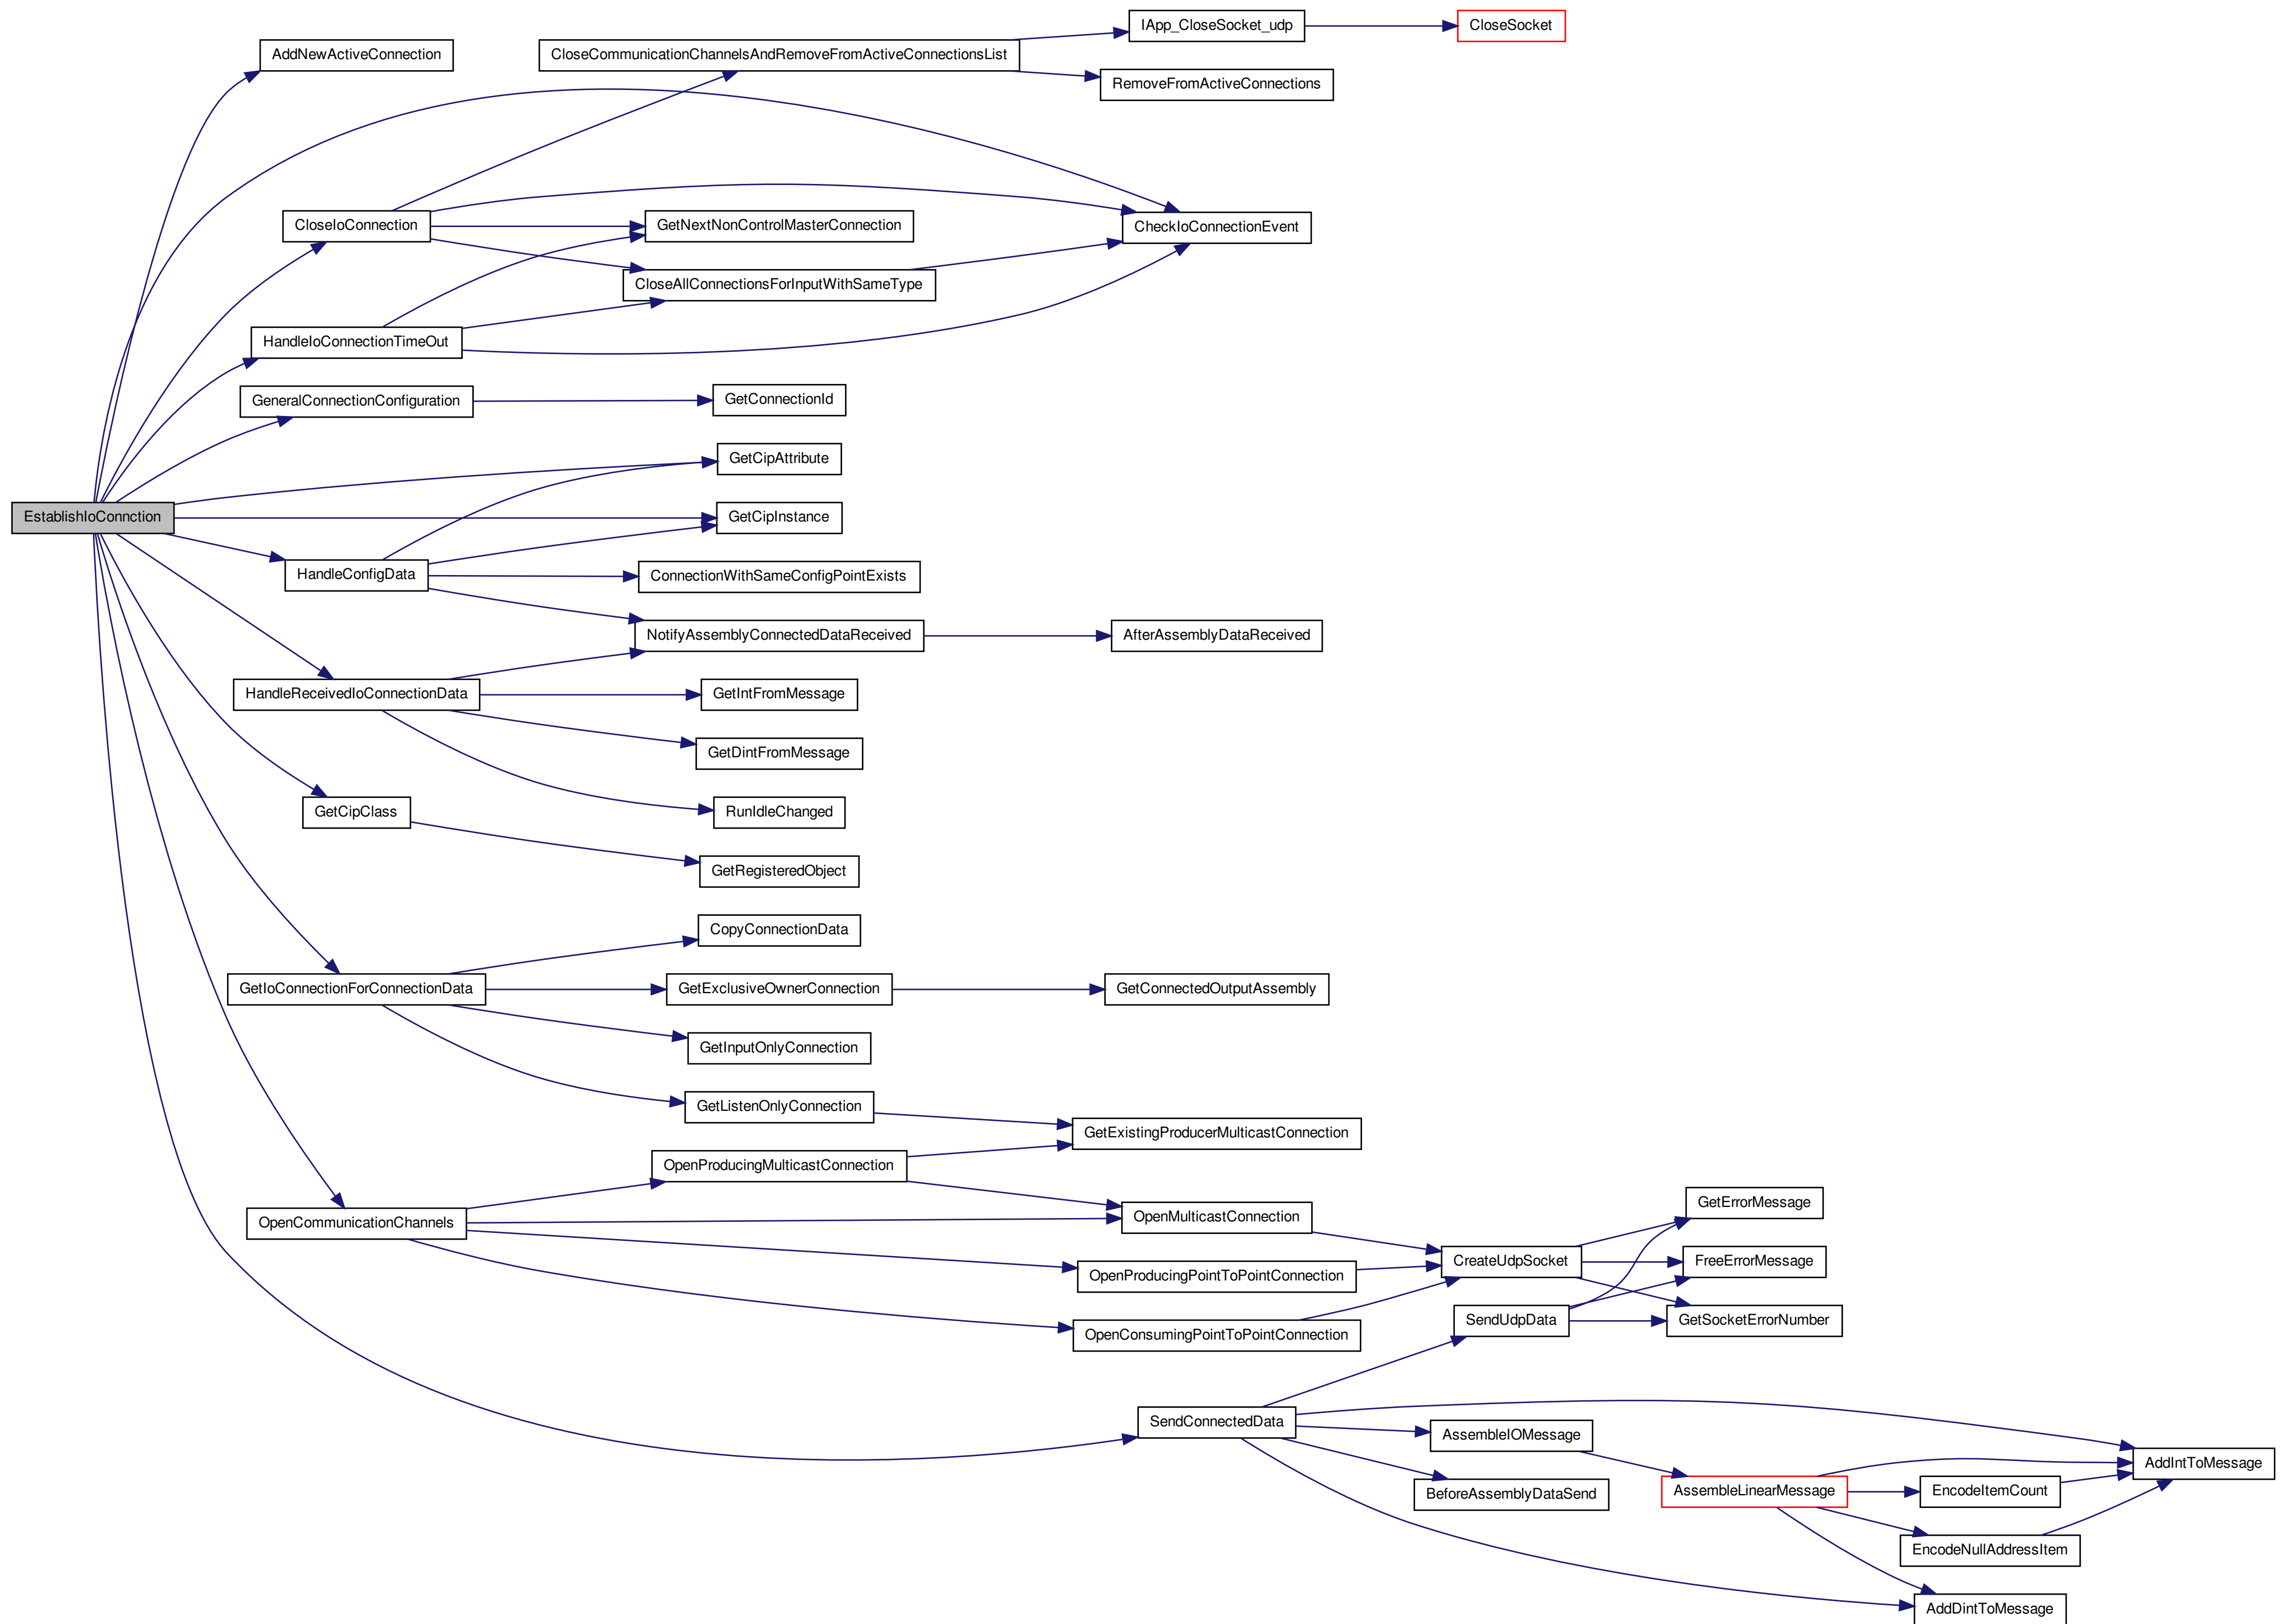 IApp_CloseSocket_udp
CloseSocket
AddNewActiveConnection
CloseCommunicationChannelsAndRemoveFromActiveConnectionsList
RemoveFromActiveConnections
CloseIoConnection
GetNextNonControlMasterConnection
CheckIoConnectionEvent
CloseAllConnectionsForInputWithSameType
HandleIoConnectionTimeOut
GeneralConnectionConfiguration
GetConnectionId
GetCipAttribute
EstablishIoConnction
GetCipInstance
HandleConfigData
ConnectionWithSameConfigPointExists
NotifyAssemblyConnectedDataReceived
AfterAssemblyDataReceived
HandleReceivedIoConnectionData
GetIntFromMessage
GetDintFromMessage
GetCipClass
RunIdleChanged
GetRegisteredObject
CopyConnectionData
GetIoConnectionForConnectionData
GetExclusiveOwnerConnection
GetConnectedOutputAssembly
GetInputOnlyConnection
GetListenOnlyConnection
GetExistingProducerMulticastConnection
OpenProducingMulticastConnection
GetErrorMessage
OpenCommunicationChannels
OpenMulticastConnection
CreateUdpSocket
FreeErrorMessage
OpenProducingPointToPointConnection
SendUdpData
GetSocketErrorNumber
OpenConsumingPointToPointConnection
SendConnectedData
AssembleIOMessage
AddIntToMessage
BeforeAssemblyDataSend
AssembleLinearMessage
EncodeItemCount
EncodeNullAddressItem
AddDintToMessage